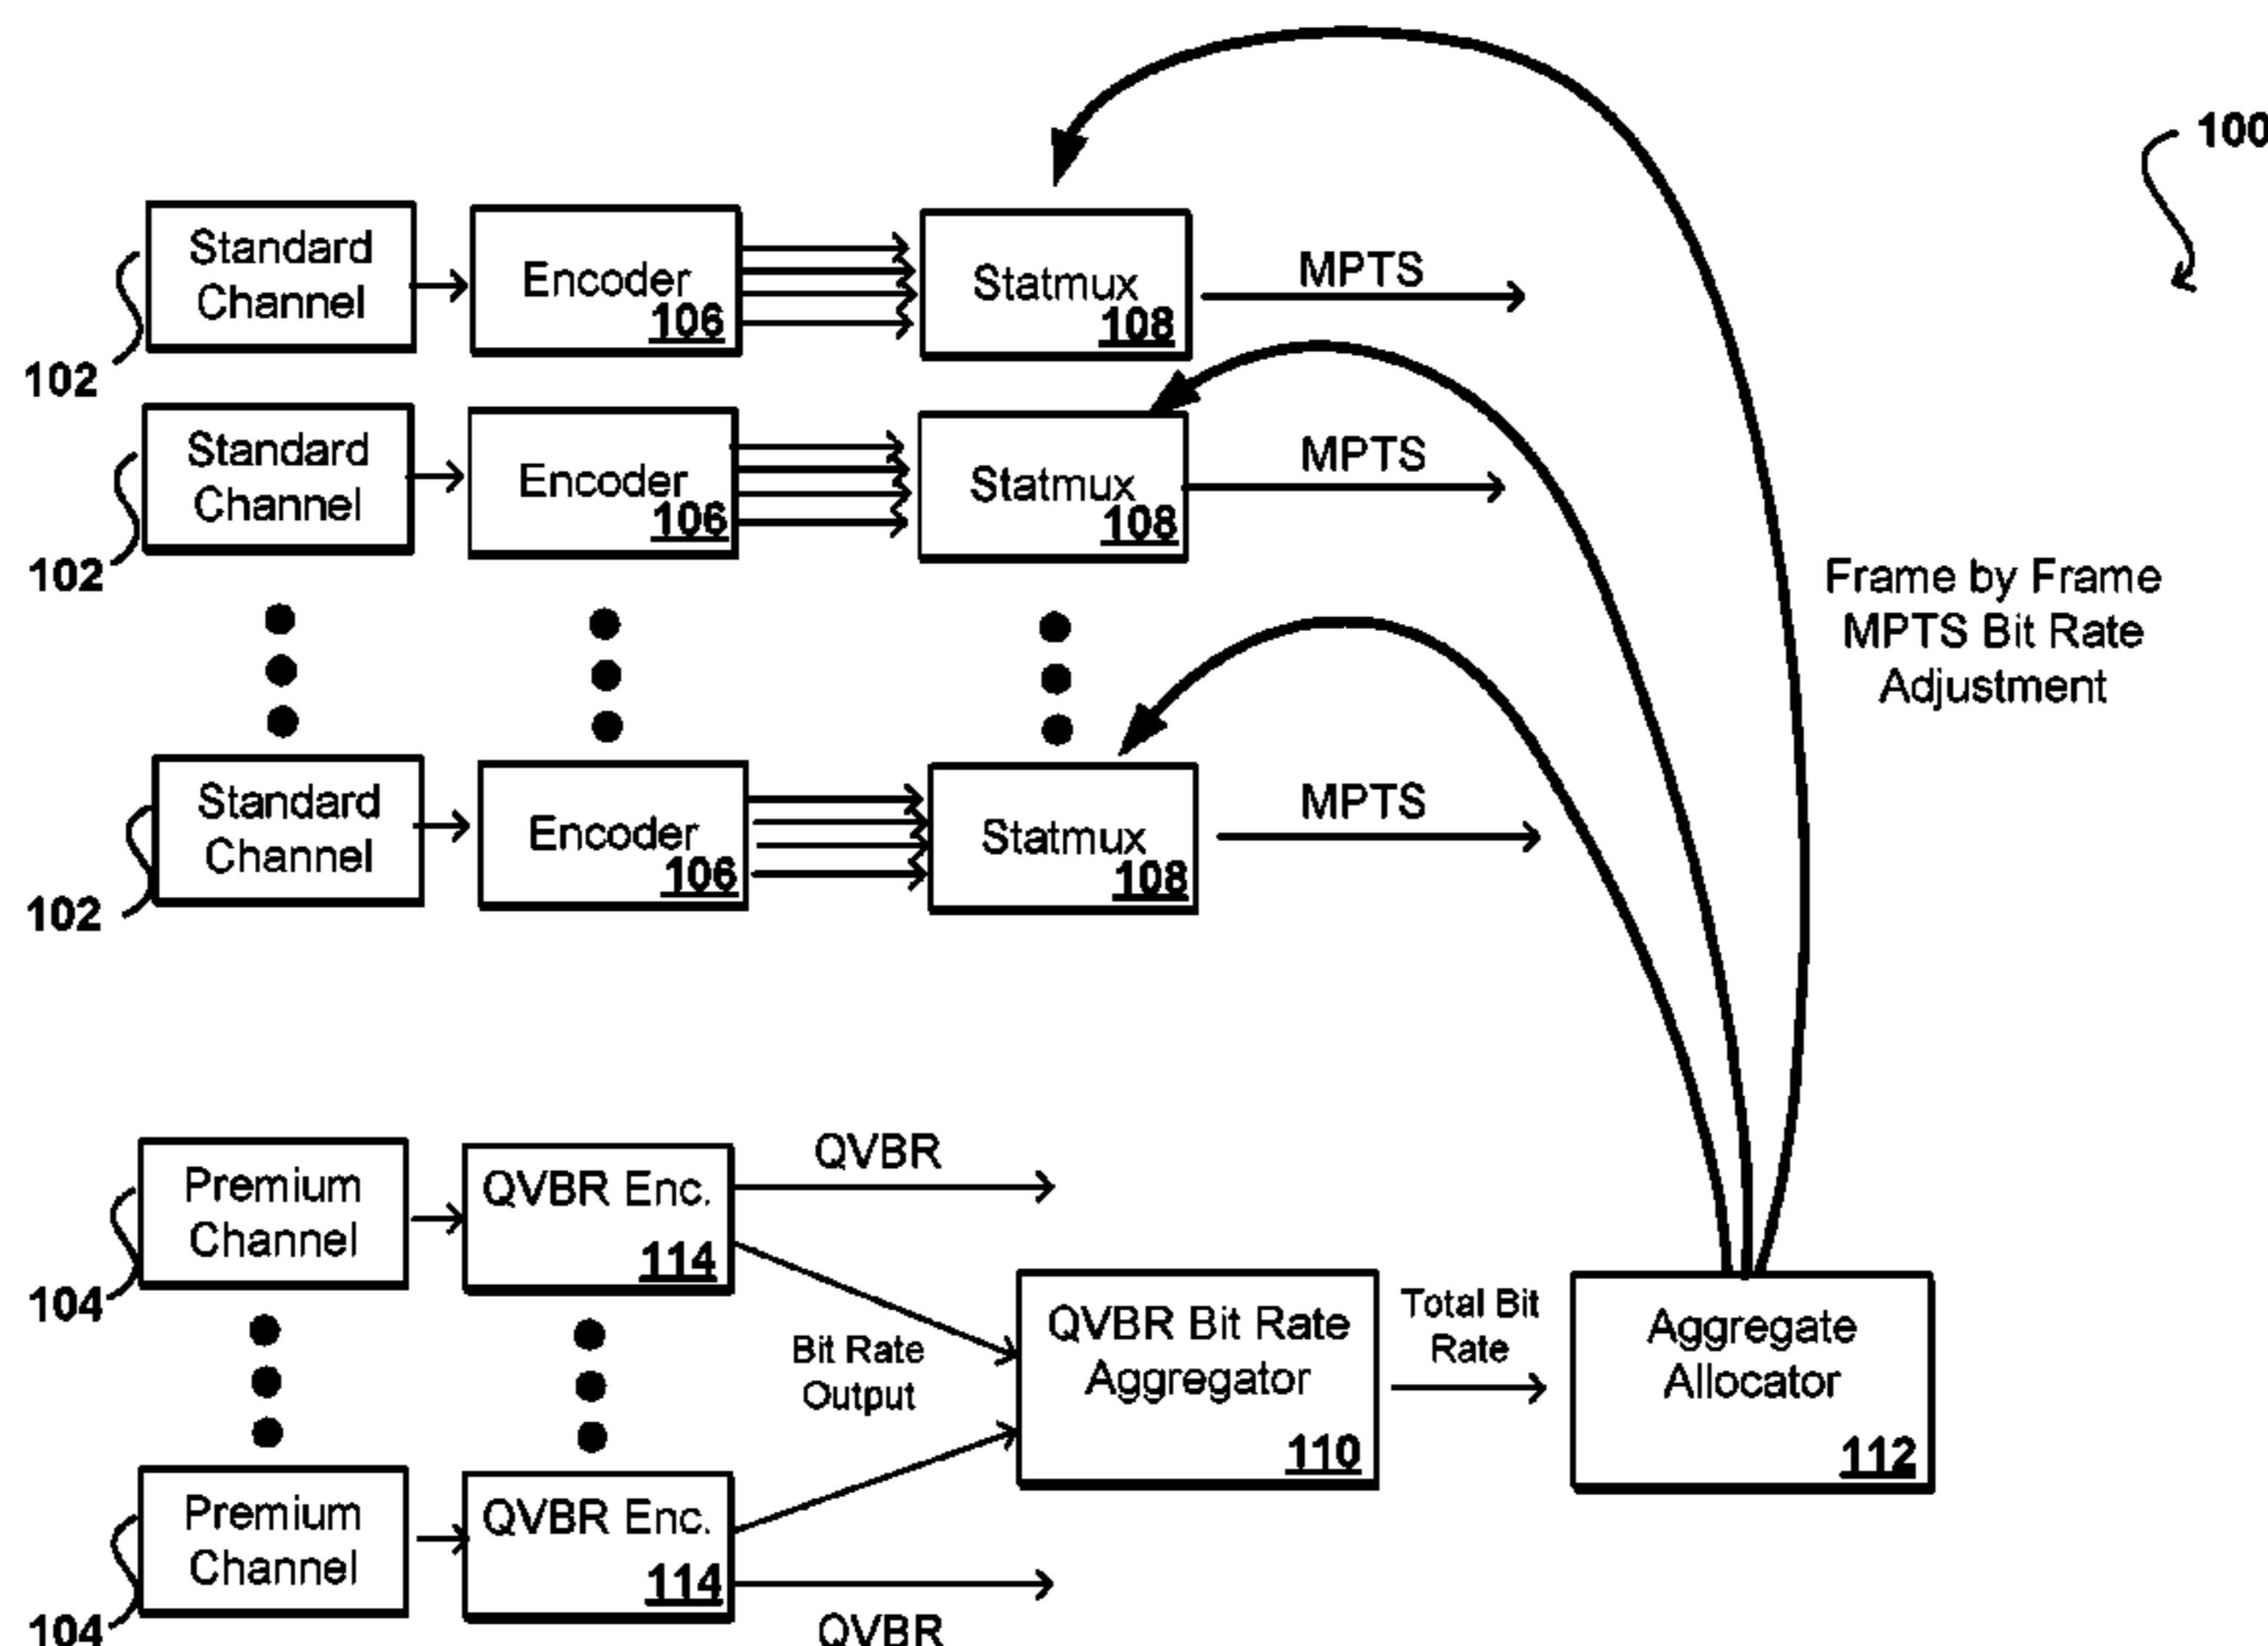 100
Standard
Channel
Encoder
106
Statmux
108
MPTS
102
Standard
Channel
Encoder
106
Statmux
108
MPTS
102
Frame by Frame
MPTS Bit Rate
Adjustment
Standard
Channel
Encoder
106
Statmux
108
MPTS
102
Premium
Channel
QVBR Enc.
114
QVBR
104
Bit Rate
Output
QVBR Bit Rate
Aggregator
110
Total Bit
Rate
Aggregate
Allocator
112
Premium
Channel
QVBR Enc.
114
QVBR
104